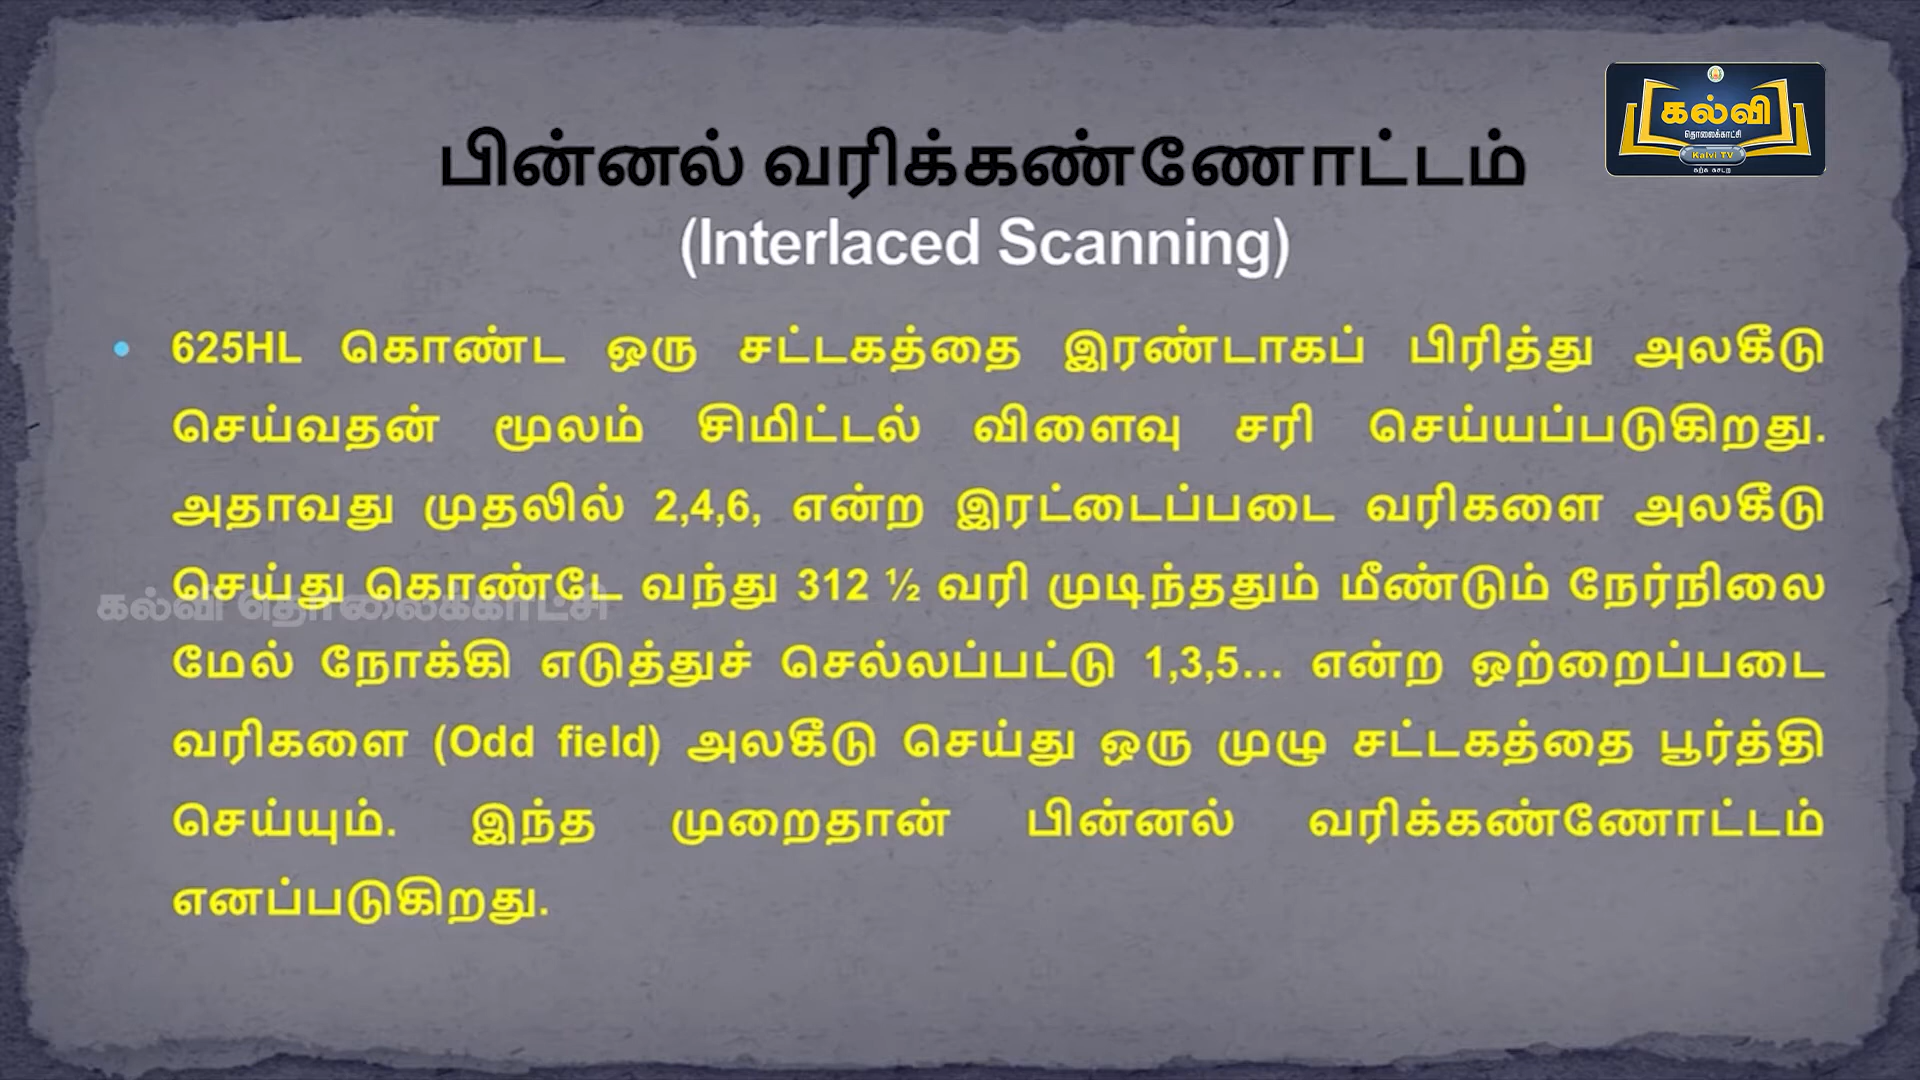 கல்வி
தொலைக்காட்சி
Kalvi TV
கற்க கசடற
பின்னல் வரிக்கண்ணோட்டம்
(Interlaced Scanning)
• 625HL கொண்ட ஒரு சட்டகத்தை இரண்டாகப் பிரித்து அலகீடு
செய்வதன் மூலம் சிமிட்டல் விளைவு சரி செய்யப்படுகிறது.
அதாவது முதலில் 2,4,6, என்ற இரட்டைப்படை வரிகளை அலகீடு
செய்து கொண்டே வந்து 312 ½ வரி முடிந்ததும் மீண்டும் நேர்நிலை
மேல் நோக்கி எடுத்துச் செல்லப்பட்டு 1,3,5... என்ற ஒற்றைப்படை
வரிகளை (Odd field) அலகீடு செய்து ஒரு முழு சட்டகத்தை பூர்த்தி
செய்யும். இந்த முறைதான் பின்னல் வரிக்கண்ணோட்டம்
எனப்படுகிறது.
கல்வி தொலைக்காட்சி